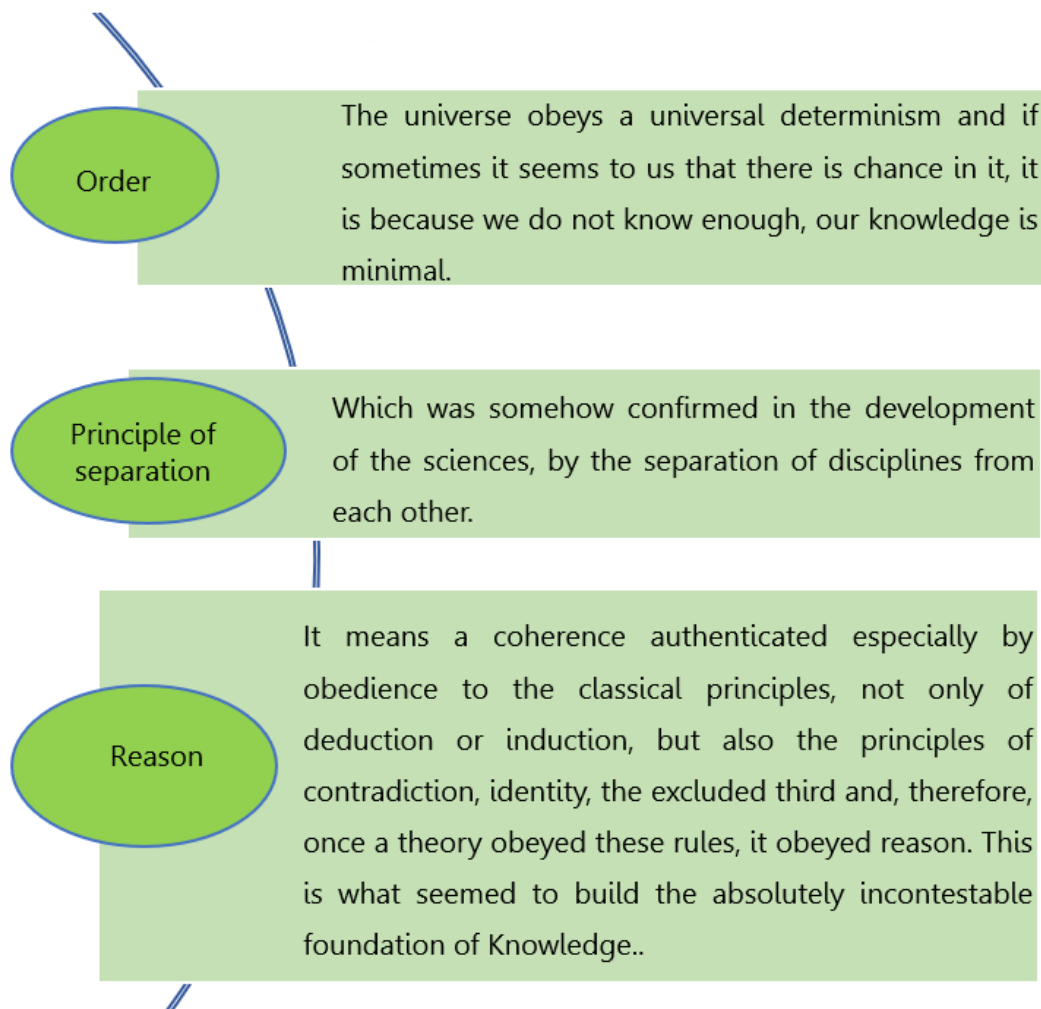 Order
The universe obeys a universal determinism and if
sometimes it seems to us that there is chance in it, it
is because we do not know enough, our knowledge is
minimal.
Principle of
separation
Which was somehow confirmed in the development
of the sciences, by the separation of disciplines from
each other.
Reason
It means a coherence authenticated especially by
obedience to the classical principles, not only of
deduction or induction, but also the principles of
contradiction, identity, the excluded third and, therefore,
once a theory obeyed these rules, it obeyed reason. This
is what seemed to build the absolutely incontestable
foundation of Knowledge..